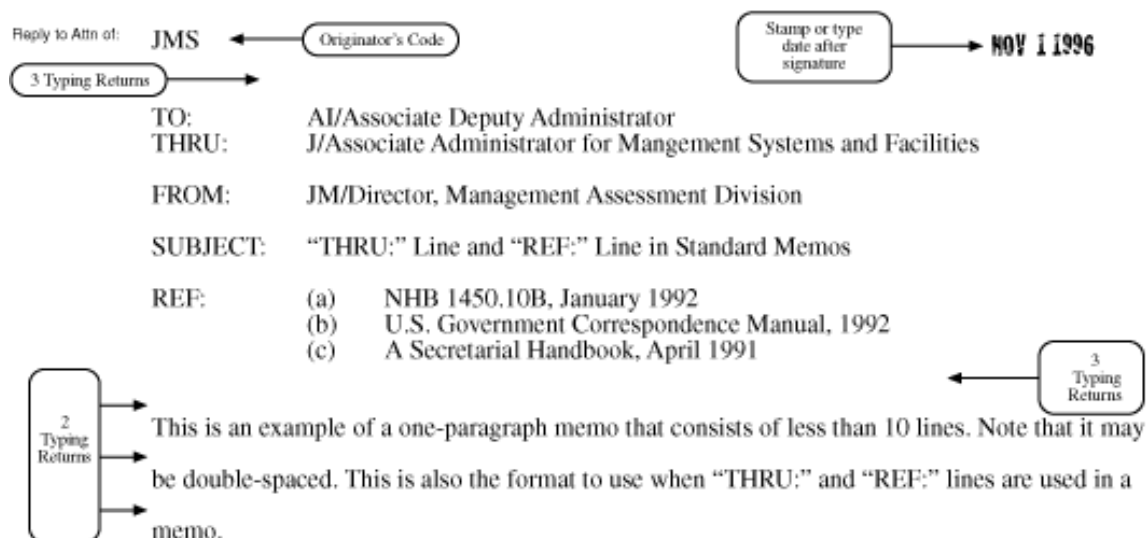 Reply to Attn of: JMS Originator's Code Stamp or type
date after
signature NOV 1 1996
3 Typing Returns
TO: AI/Associate Deputy Administrator
THRU: J/Associate Administrator for Mangement Systems and Facilities
FROM: JM/Director, Management Assessment Division
SUBJECT: “THRU:” Line and “REF:” Line in Standard Memos
REF: (a) NHB 1450.10B, January 1992
(b) U.S. Government Correspondence Manual, 1992
(c) A Secretarial Handbook, April 1991
3
Typing
Returns
2
Typing
Returns
This is an example of a one-paragraph memo that consists of less than 10 lines. Note that it may
be double-spaced. This is also the format to use when “THRU:” and “REF:” lines are used in a
memo.